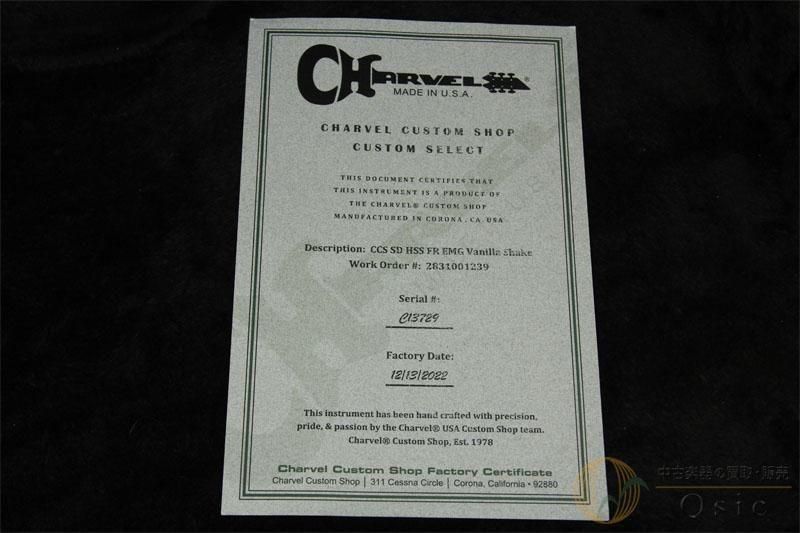 CHARVEL®
MADE IN U.S.A.
CHARVEL CUSTOM SHOP
CUSTOM SELECT
THIS DOCUMENT CERTIFIES THAT
THIS INSTRUMENT IS A PRODUCT OF
THE CHARVEL® CUSTOM SHOP
MANUFACTURED IN CORONA, CA. USA
Description: CCS SD HSS FR EMG Vanilla Shake
Work Order #: 2831001239
Serial #:
C13729
Factory Date:
12/13/2022
This instrument has been hand crafted with precision,
pride, & passion by the Charvel® USA Custom Shop team.
Charvel® Custom Shop, Est. 1978
Charvel Custom Shop Factory Certificate
Charvel Custom Shop | 311 Cessna Circle | Corona, California • 92880
中古楽器の買取・販売
Qsic